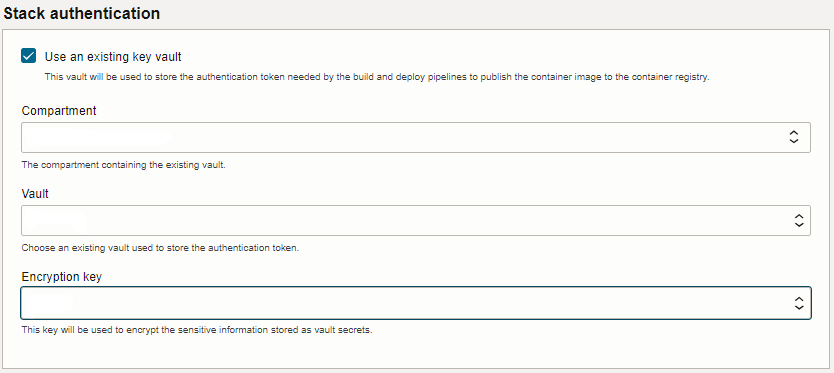 Stack authentication
Use an existing key vault
This vault will be used to store the authentication token needed by the build and deploy pipelines to publish the container image to the container registry.
Compartment
The compartment containing the existing vault.
Vault
Choose an existing vault used to store the authentication token.
Encryption key
This key will be used to encrypt the sensitive information stored as vault secrets.